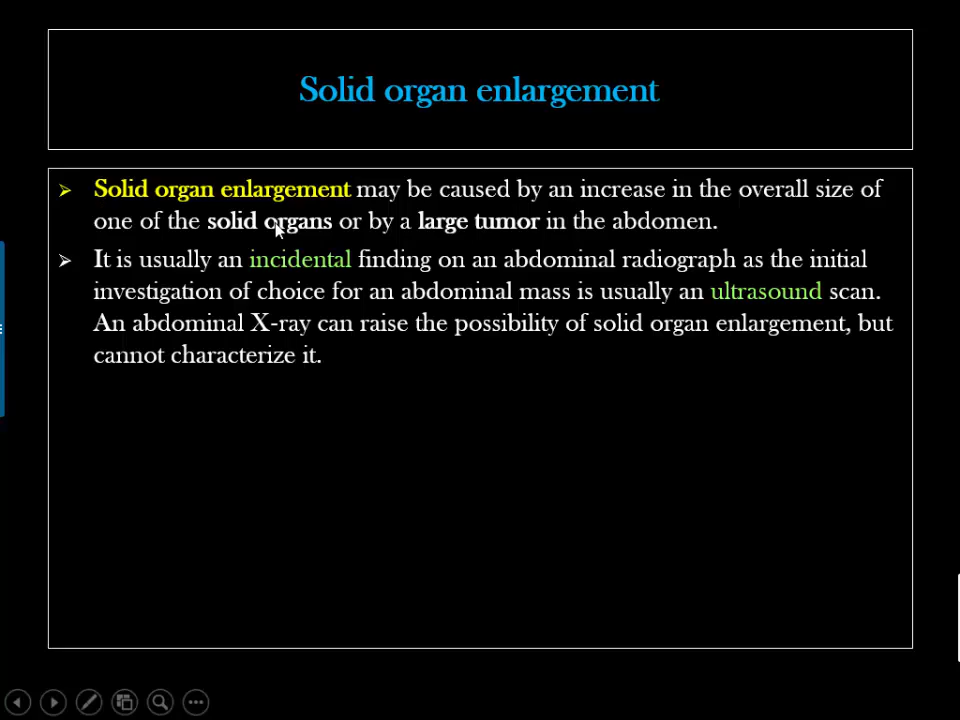 Solid organ enlargement
Solid organ enlargement may be caused by an increase in the overall size of
one of the solid organs or by a large tumor in the abdomen.
It is usually an incidental finding on an abdominal radiograph as the initial
investigation of choice for an abdominal mass is usually an ultrasound scan.
An abdominal X-ray can raise the possibility of solid organ enlargement, but
cannot characterize it.